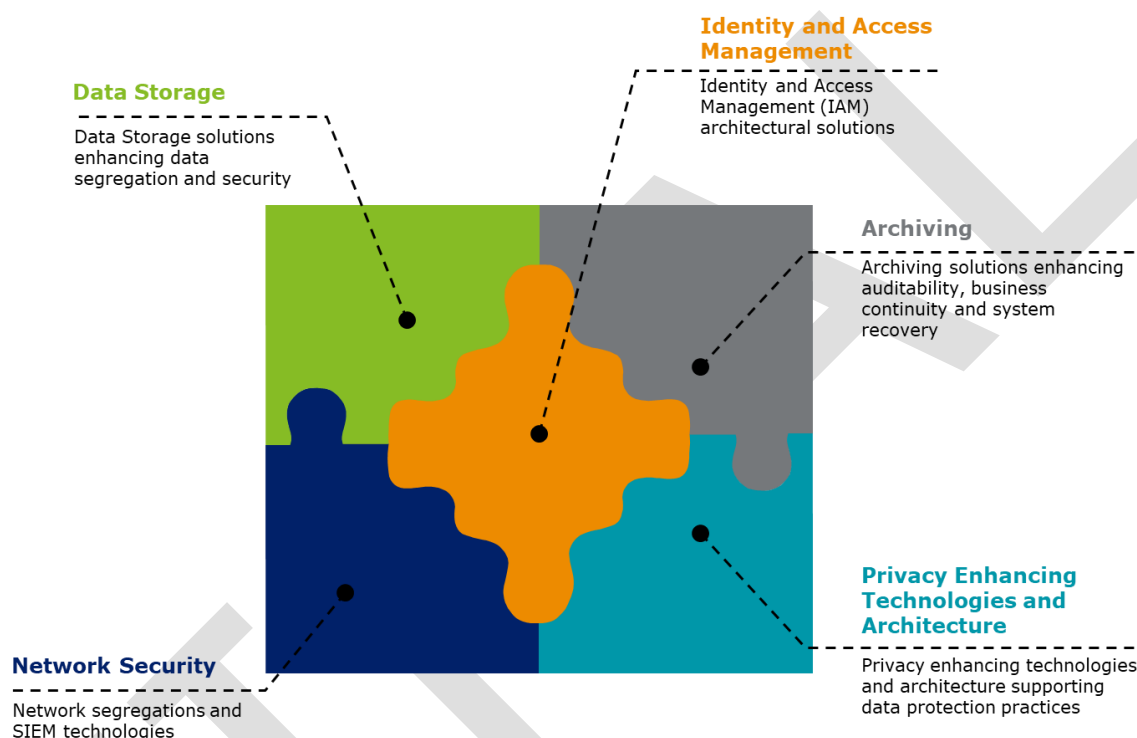 Identity and Access
Management
Identity and Access
Management (IAM)
architectural solutions
Data Storage
Data Storage solutions
enhancing data
segregation and security
Archiving
Archiving solutions enhancing
auditability, business
continuity and system
recovery
Privacy Enhancing
Technologies and
Architecture
Privacy enhancing technologies
and architecture supporting
data protection practices
Network Security
Network segregations and
SIEM technologies